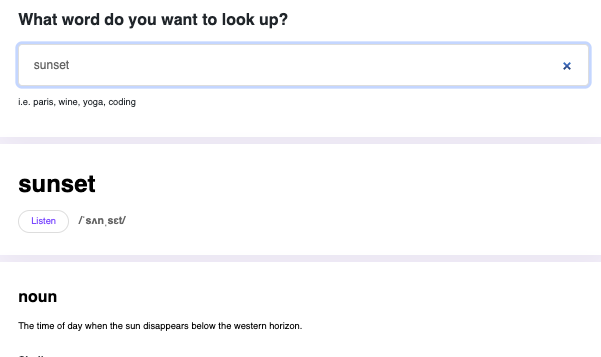 What word do you want to look up?
sunset
×
i.e. paris, wine, yoga, coding
sunset
Listen /ˈsʌnˌsɛt/
noun
The time of day when the sun disappears below the western horizon.